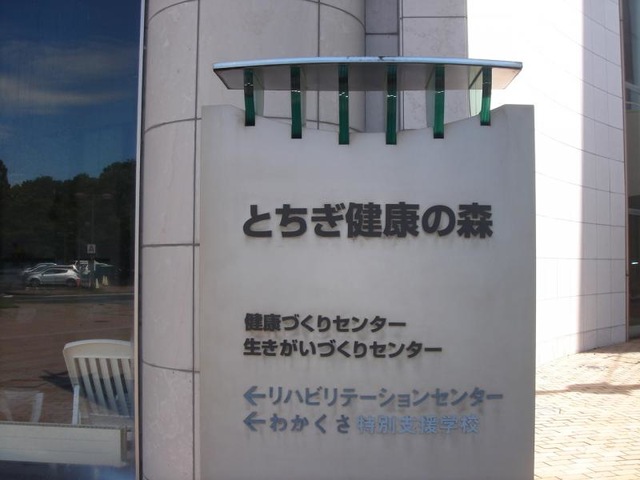 とちぎ健康の森
健康づくりセンター
生きがいづくりセンター
←リハビリテーションセンター
←わかくさ特別支援学校